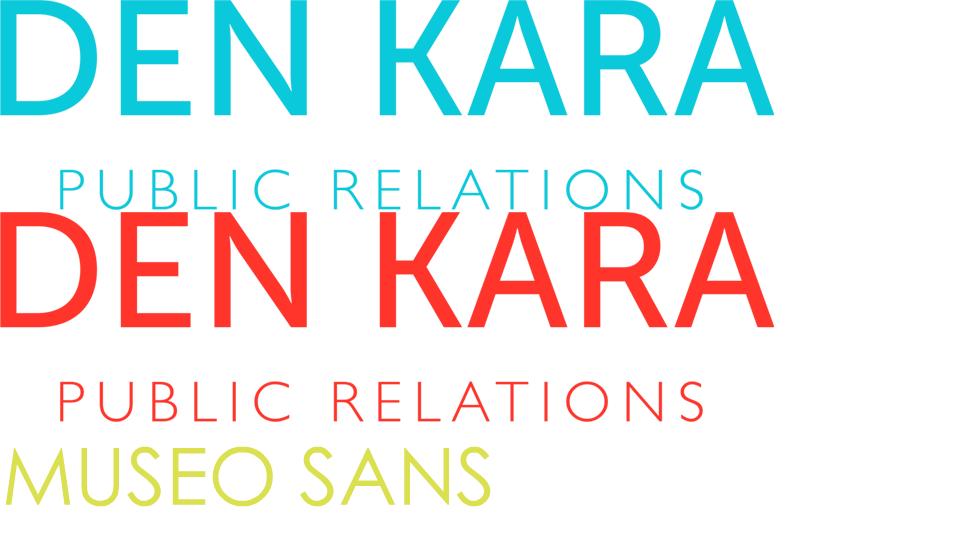 DEN KARA
PUBLIC RELATIONS
DEN KARA
PUBLIC RELATIONS
MUSEO SANS